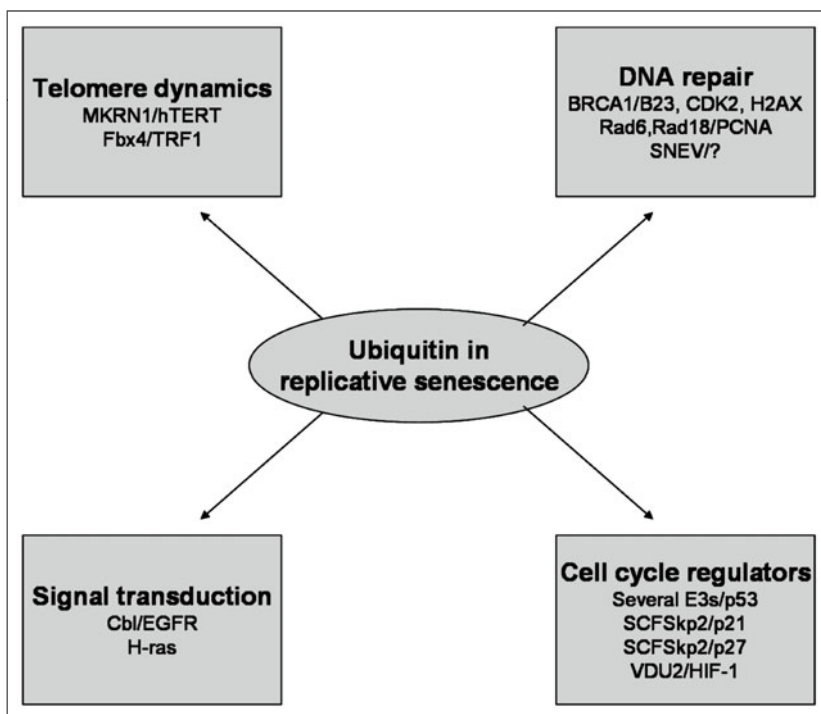 Telomere dynamics
MKRN1/hTERT
Fbx4/TRF1
DNA repair
BRCA1/B23, CDK2, H2AX
Rad6,Rad18/PCNA
SNEV/?
Ubiquitin in
replicative senescence
Signal transduction
Cbl/EGFR
H-ras
Cell cycle regulators
Several E3s/p53
SCFSkp2/p21
SCFSkp2/p27
VDU2/HIF-1